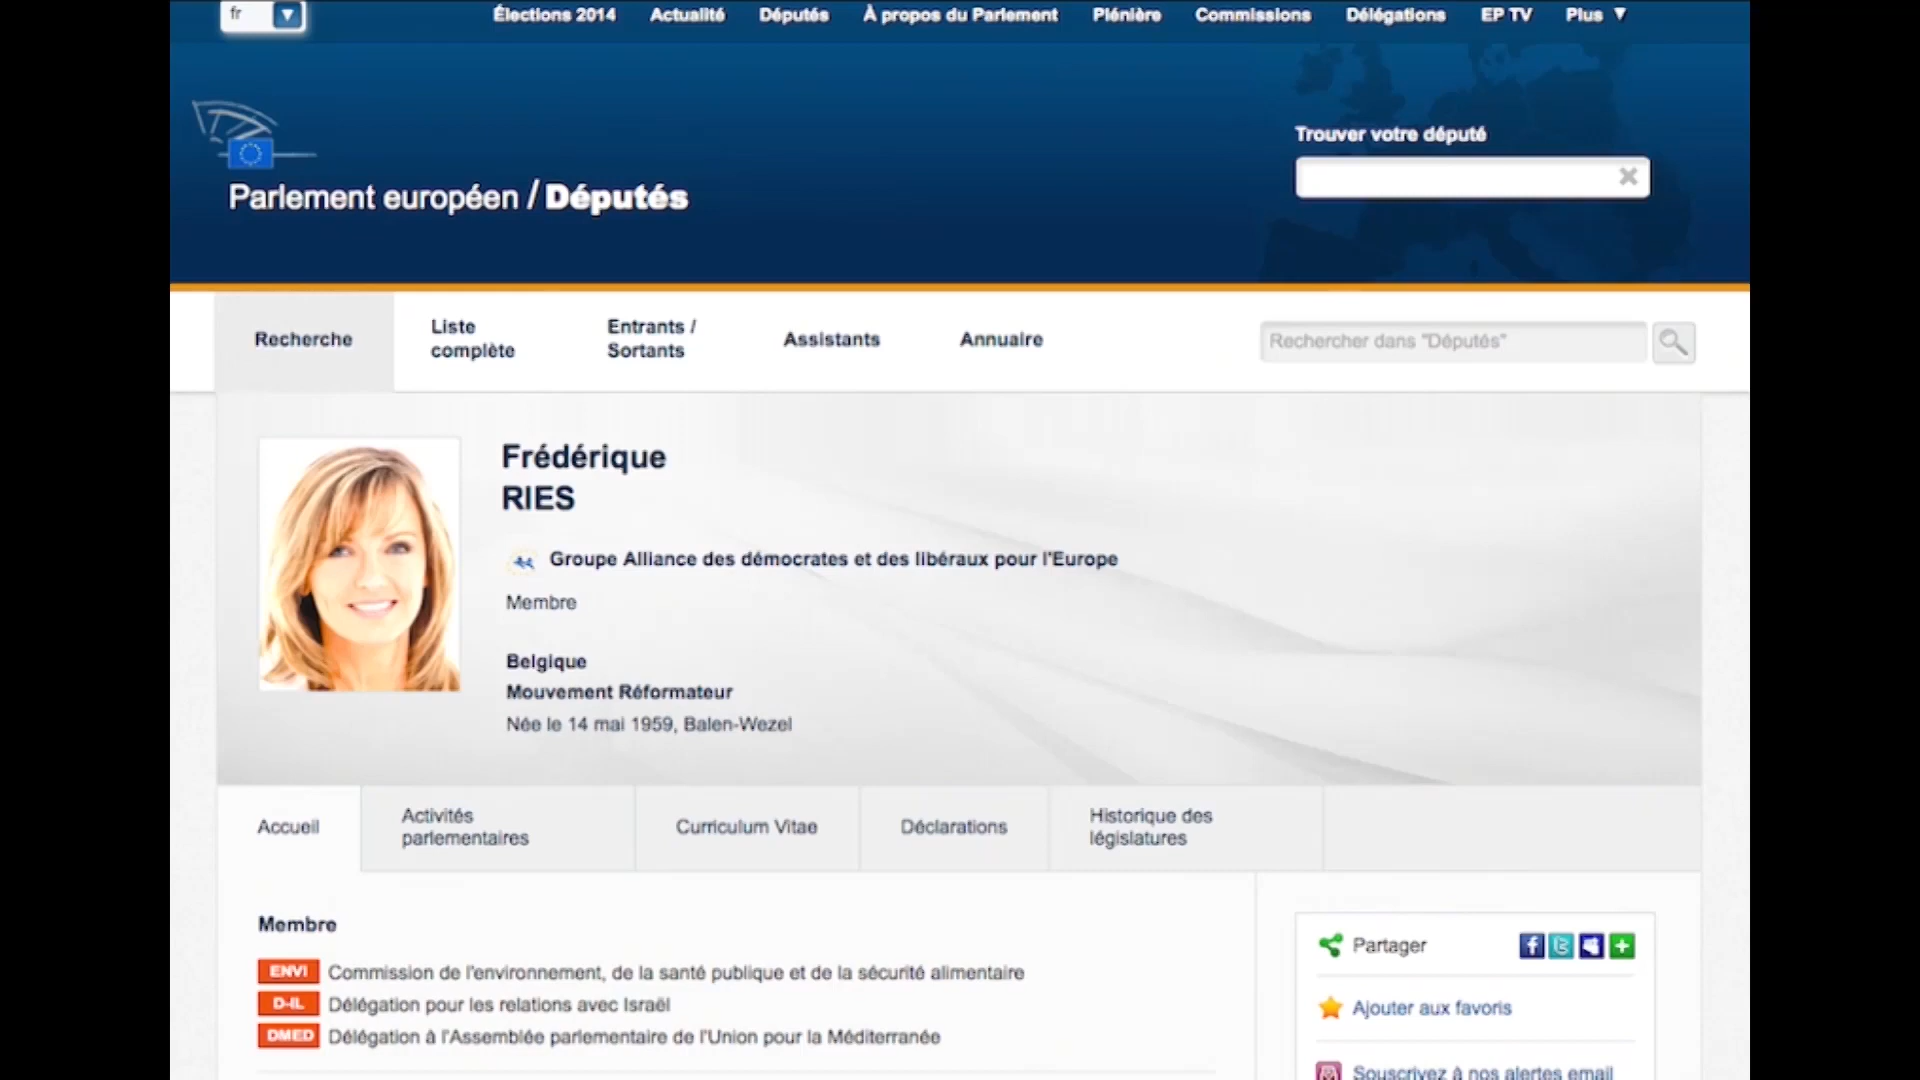 fr
Élections 2014 Actualité Députés À propos du Parlement Plénière Commissions Délégations EP TV Plus ▼
Trouver votre député
Parlement européen / Députés
Recherche
Liste complète
Entrants / Sortants
Assistants
Annuaire
Rechercher dans "Députés"
Frédérique
RIES
Groupe Alliance des démocrates et des libéraux pour l'Europe
Membre
Belgique
Mouvement Réformateur
Née le 14 mai 1959, Balen-Wezel
Accueil
Activités parlementaires
Curriculum Vitae
Déclarations
Historique des législatures
Membre
ENVI Commission de l'environnement, de la santé publique et de la sécurité alimentaire
D-IL Délégation pour les relations avec Israël
DMED Délégation à l'Assemblée parlementaire de l'Union pour la Méditerranée
Partager
Ajouter aux favoris
Souscrivez à nos alertes email